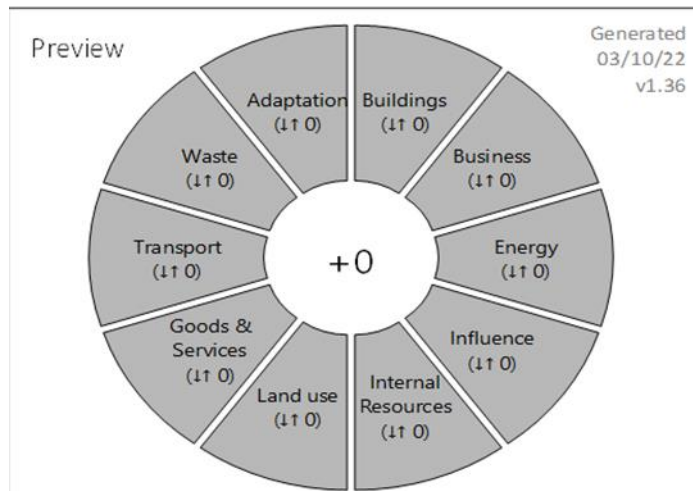 Preview
Generated
03/10/22
v1.36
Adaptation
(↓↑ 0)
Buildings
(↓↑ 0)
Waste
(↓↑ 0)
Business
(↓↑ 0)
Transport
(↓↑ 0)
+0
Energy
(↓↑ 0)
Goods &
Services
(↓↑ 0)
Influence
(↓↑ 0)
Land use
(↓↑ 0)
Internal
Resources
(↓↑ 0)